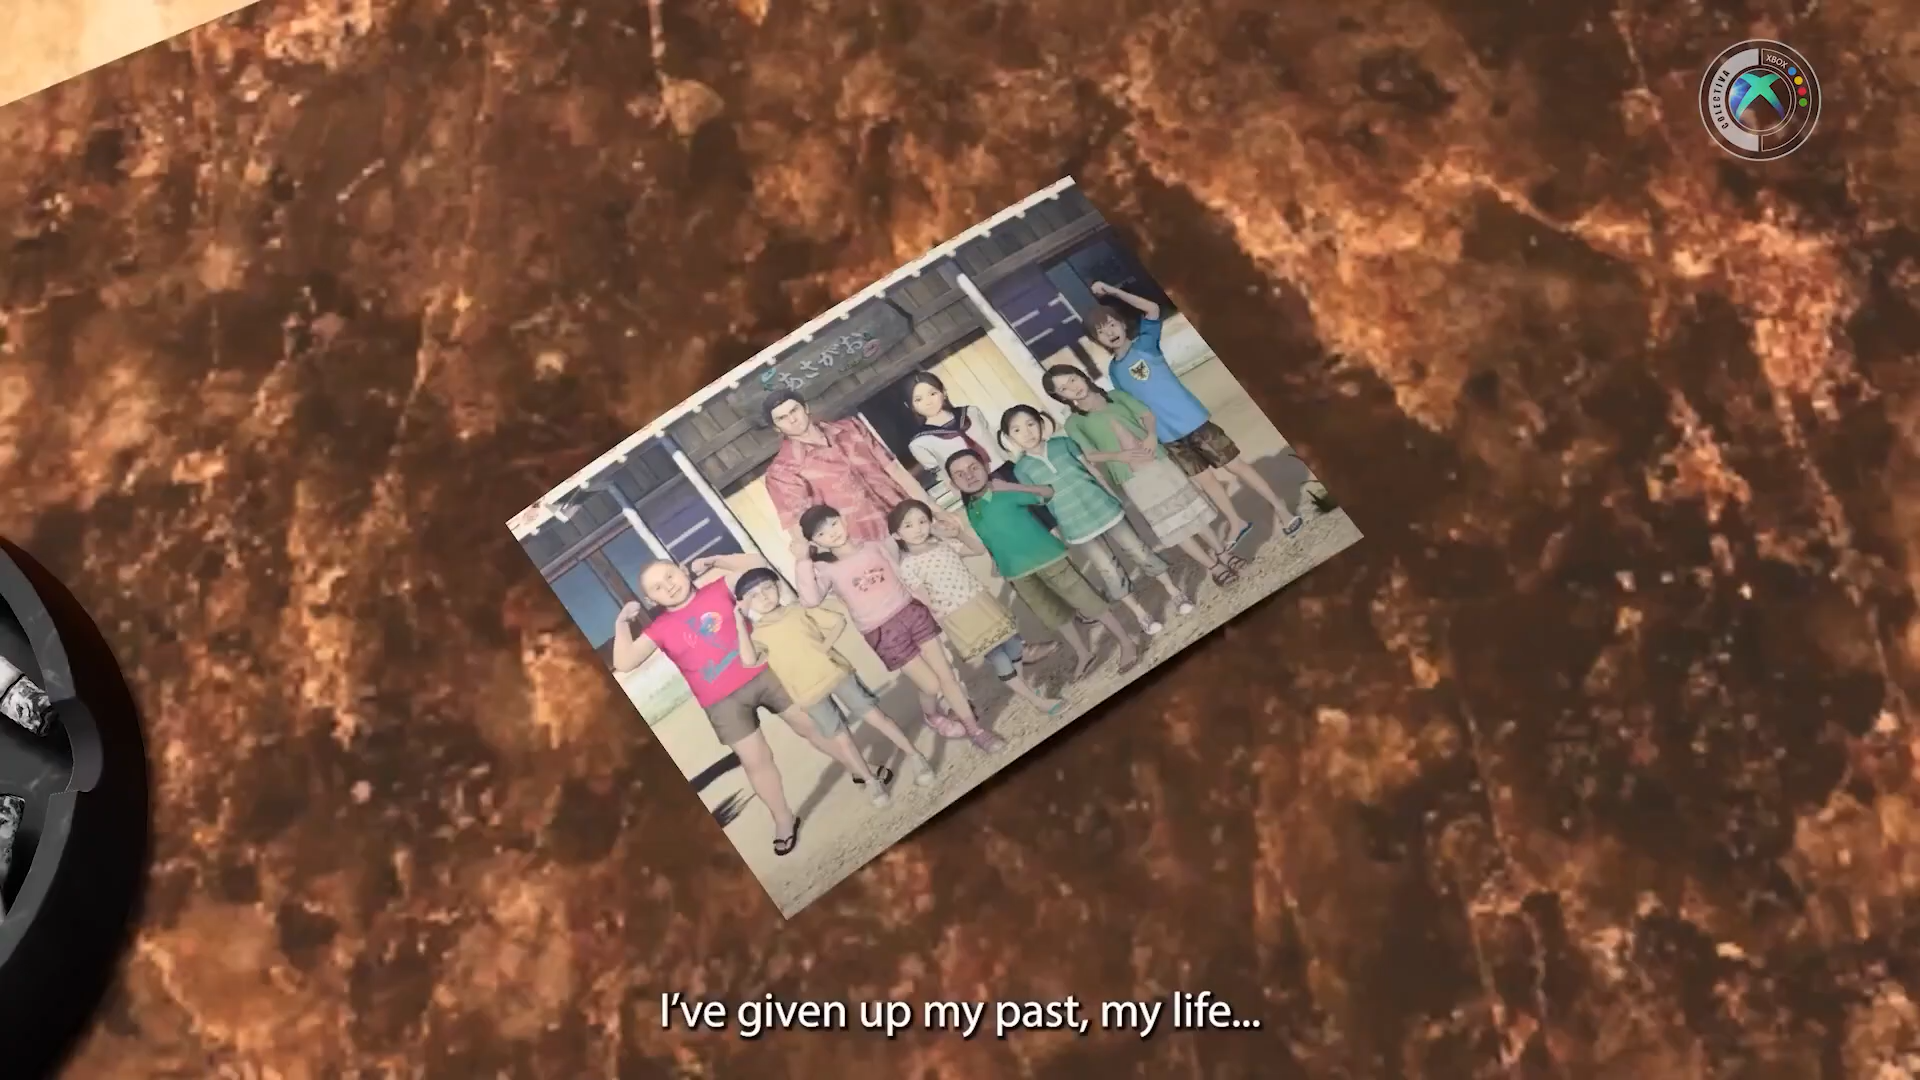 COLECTIVA
XBOX
あさがお
I've given up my past, my life...